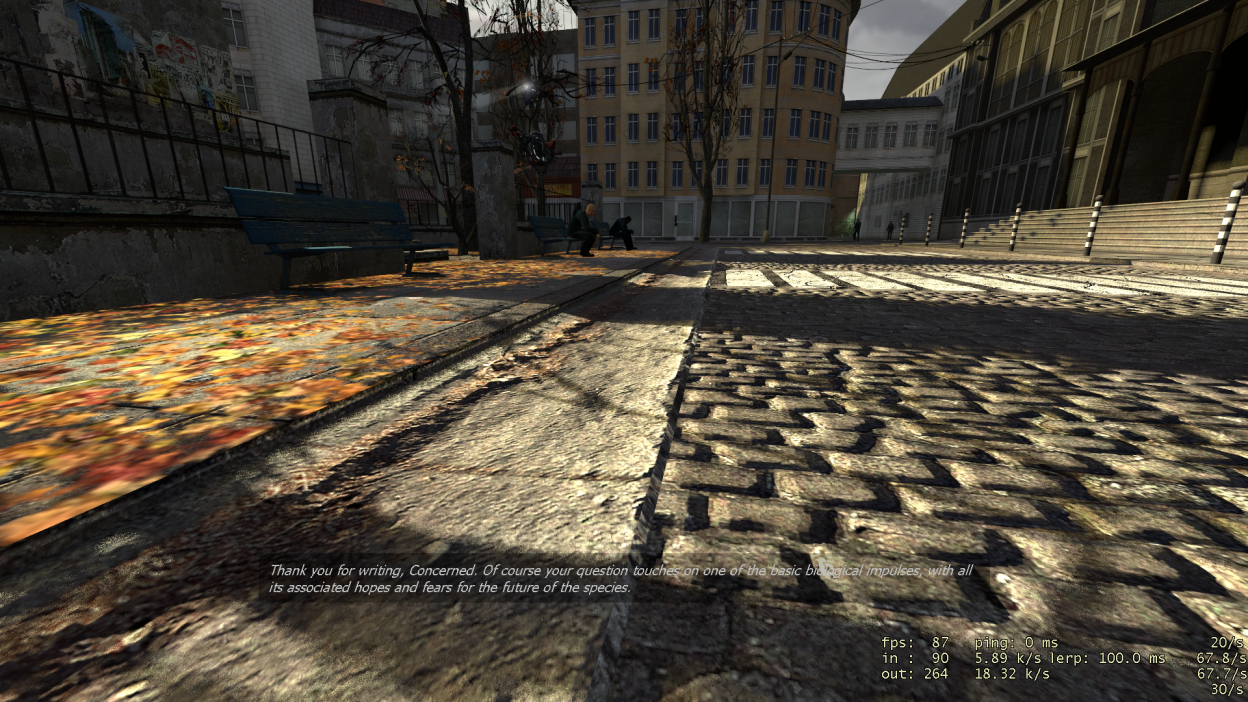 Thank you for writing, Concerned. Of course your question touches on one of the basic biological impulses, with all
its associated hopes and fears for the future of the species.
fps: 87 ping: 0 ms 20/s
in : 90 5.89 k/s lerp: 100.0 ms 67.8/s
out: 264 18.32 k/s 67.7/s
30/s